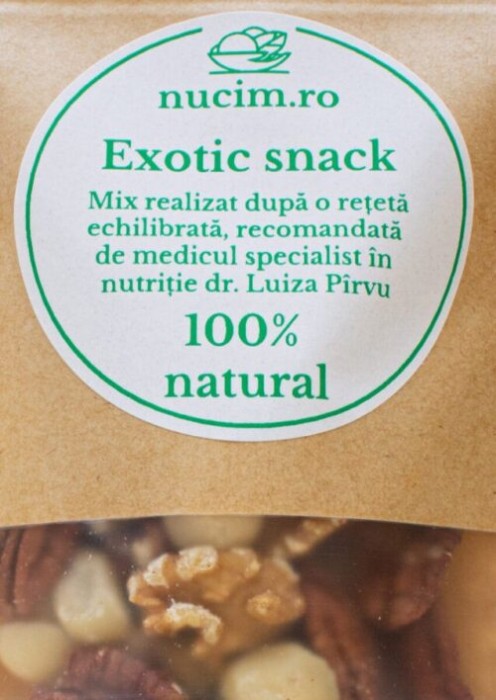 nucim.ro
Exotic snack
Mix realizat după o rețetă
echilibrată, recomandată
de medicul specialist în
nutriție dr. Luiza Pîrvu
100%
natural